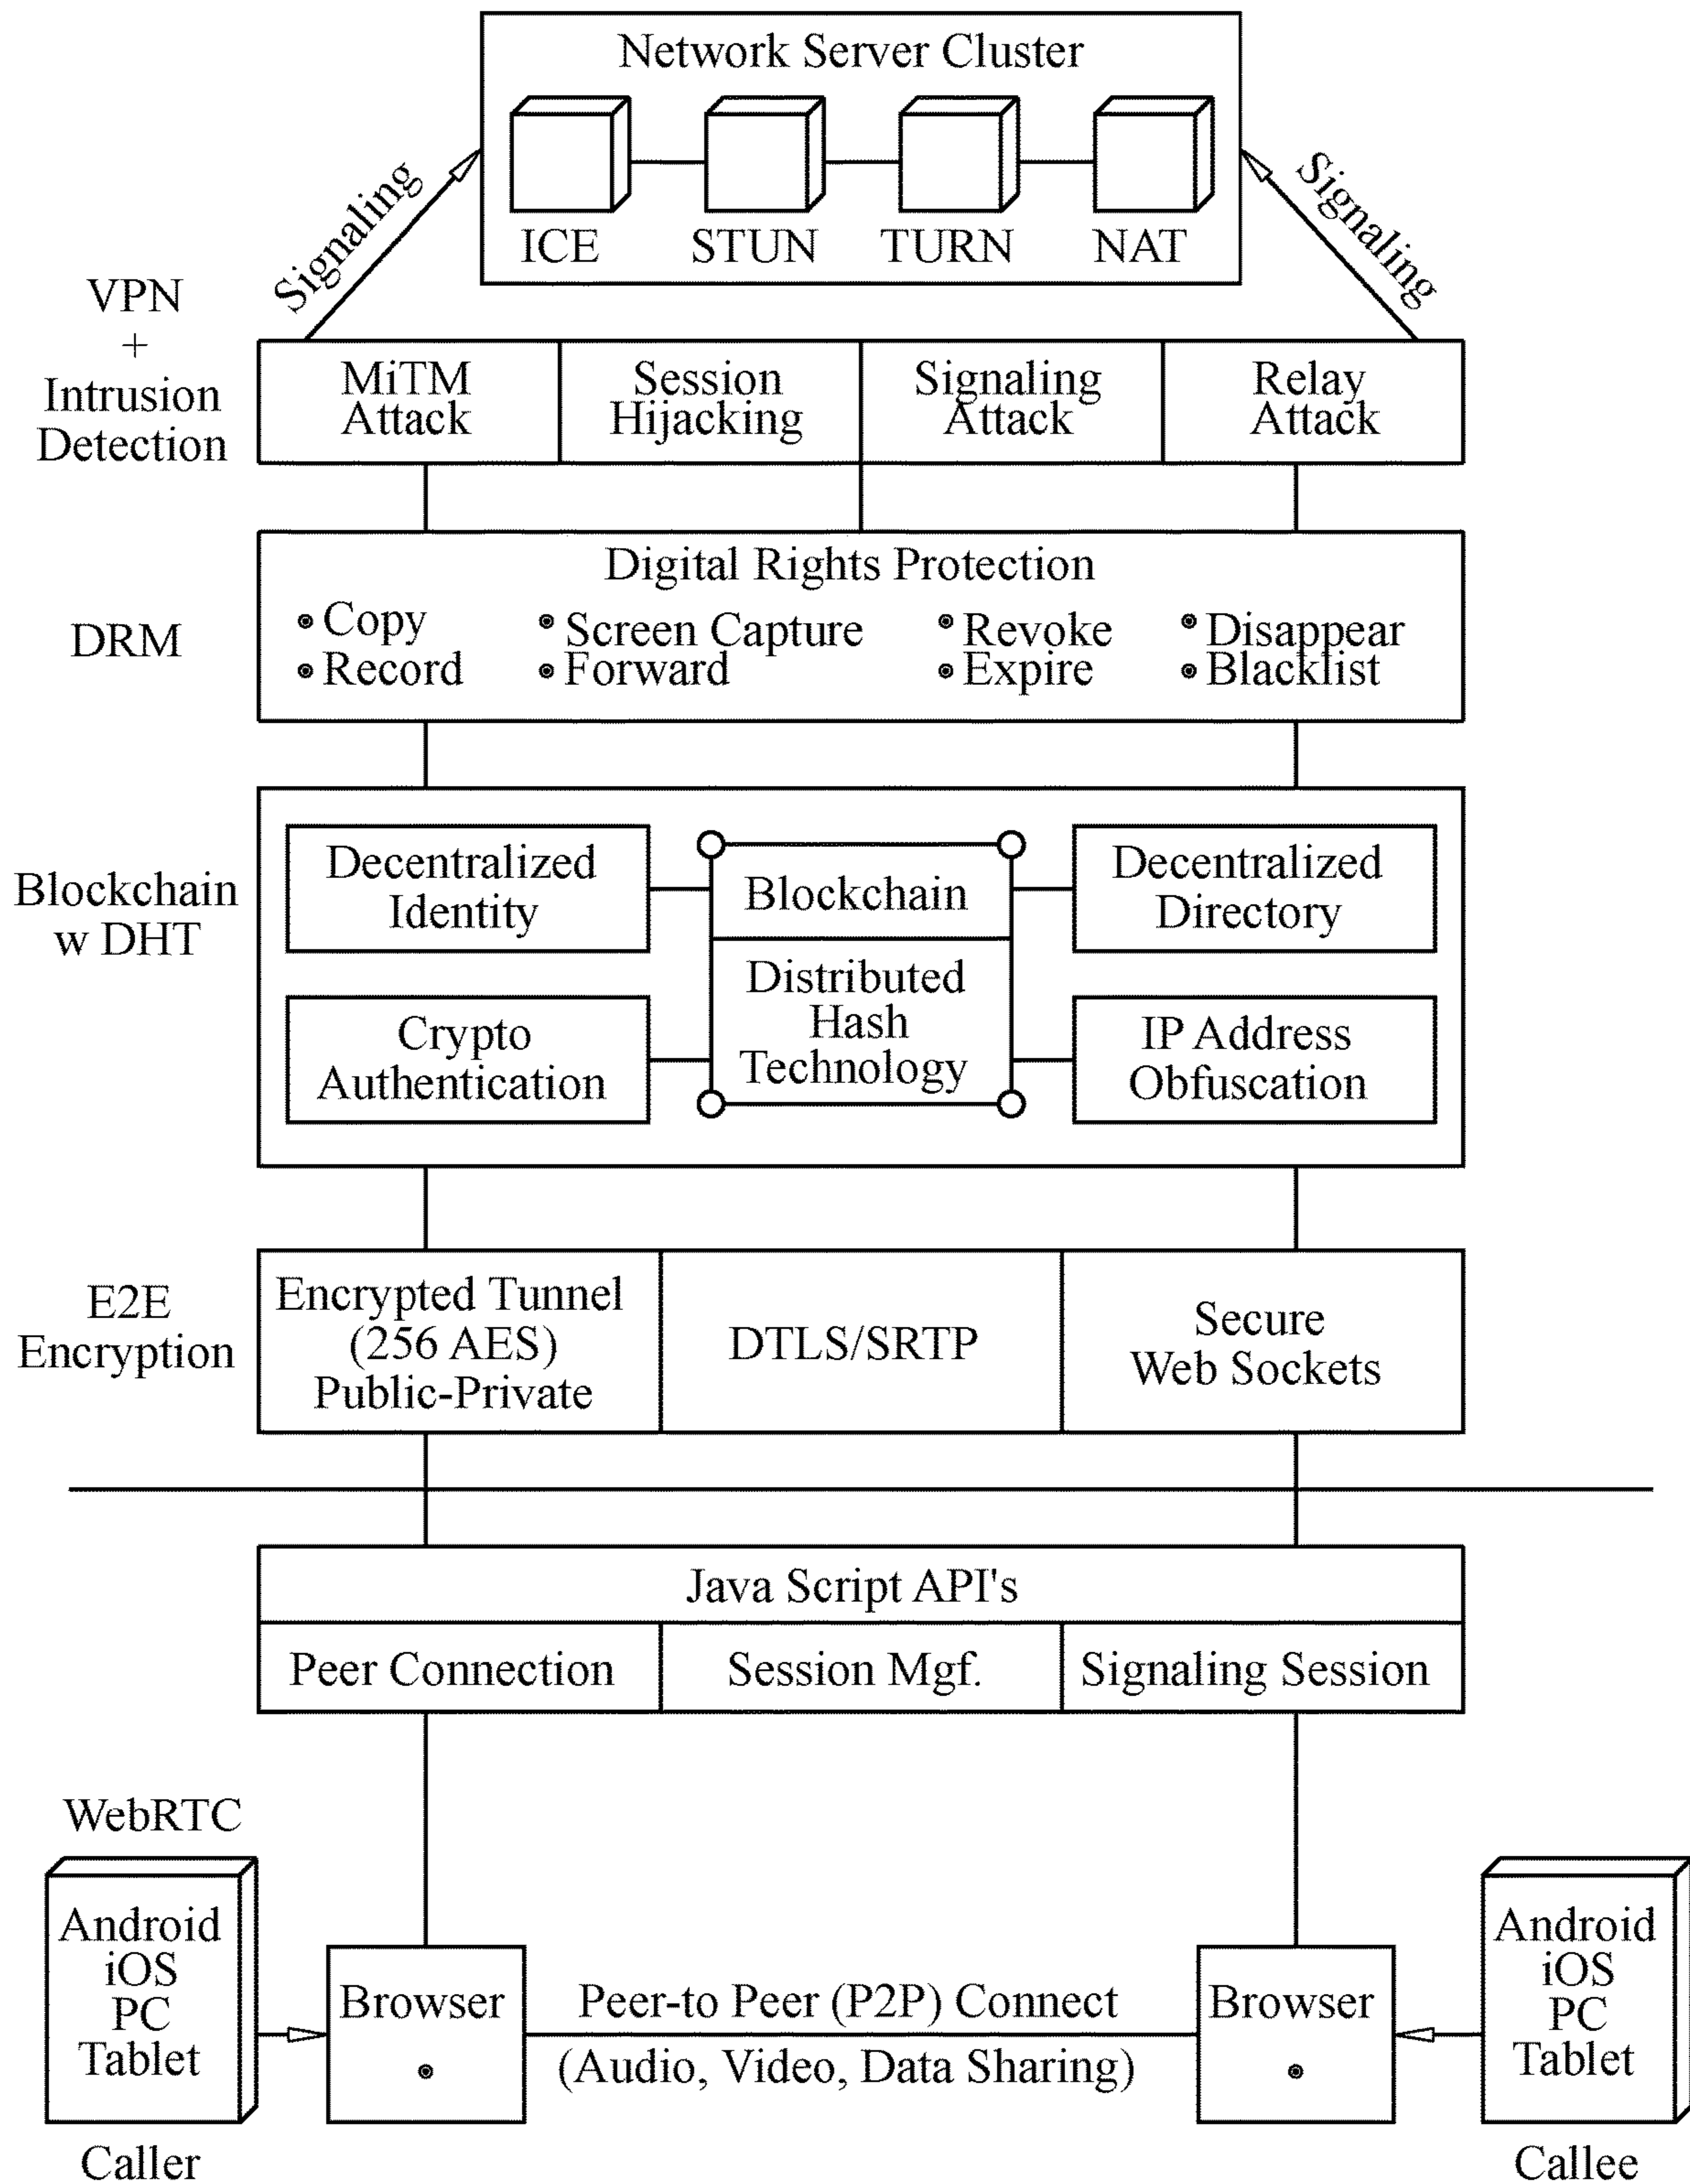 Network Server Cluster
ICE
STUN
TURN
NAT
Signaling
Signaling
VPN
+
Intrusion
Detection
MiTM
Attack
Session
Hijacking
Signaling
Attack
Relay
Attack
DRM
Digital Rights Protection
Copy
Record
Screen Capture
Forward
Revoke
Expire
Disappear
Blacklist
Blockchain
w DHT
Decentralized
Identity
Crypto
Authentication
Blockchain
Distributed
Hash
Technology
Decentralized
Directory
IP Address
Obfuscation
E2E
Encryption
Encrypted Tunnel
(256 AES)
Public-Private
DTLS/SRTP
Secure
Web Sockets
Java Script API's
Peer Connection
Session Mgf.
Signaling Session
WebRTC
Android
iOS
PC
Tablet
Caller
Browser
Peer-to Peer (P2P) Connect
(Audio, Video, Data Sharing)
Browser
Android
iOS
PC
Tablet
Callee